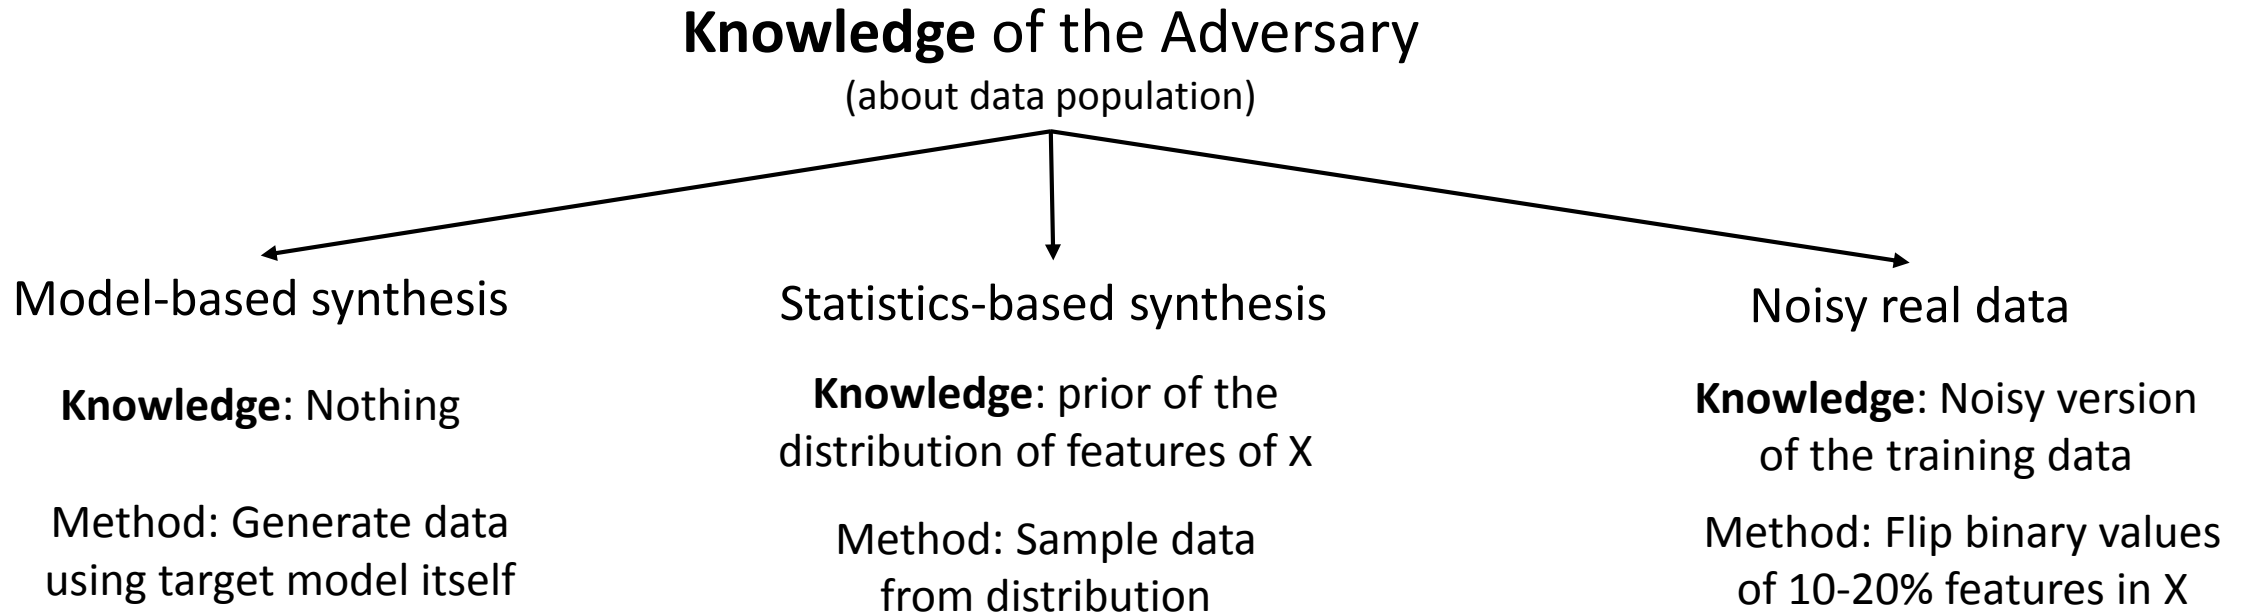 Knowledge of the Adversary
(about data population)
Model-based synthesis
Knowledge: Nothing
Method: Generate data
using target model itself
Statistics-based synthesis
Knowledge: prior of the
distribution of features of X
Method: Sample data
from distribution
Noisy real data
Knowledge: Noisy version
of the training data
Method: Flip binary values
of 10-20% features in X